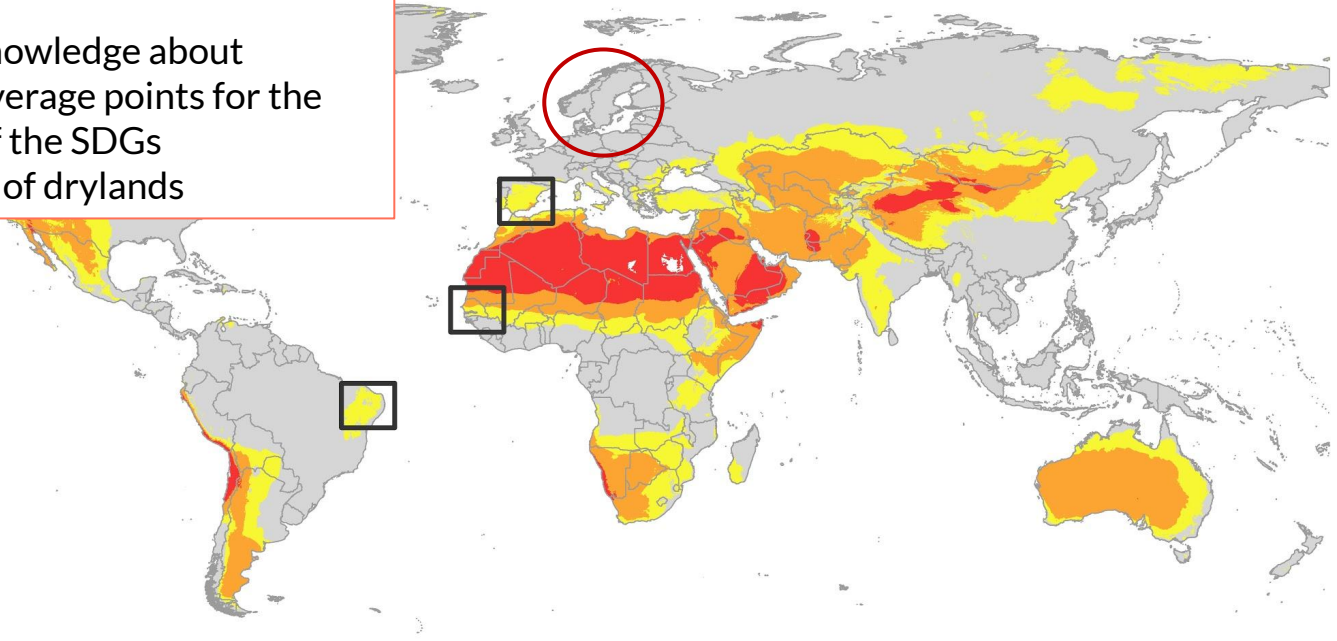 nowledge about
verage points for the
f the SDGs
of drylands